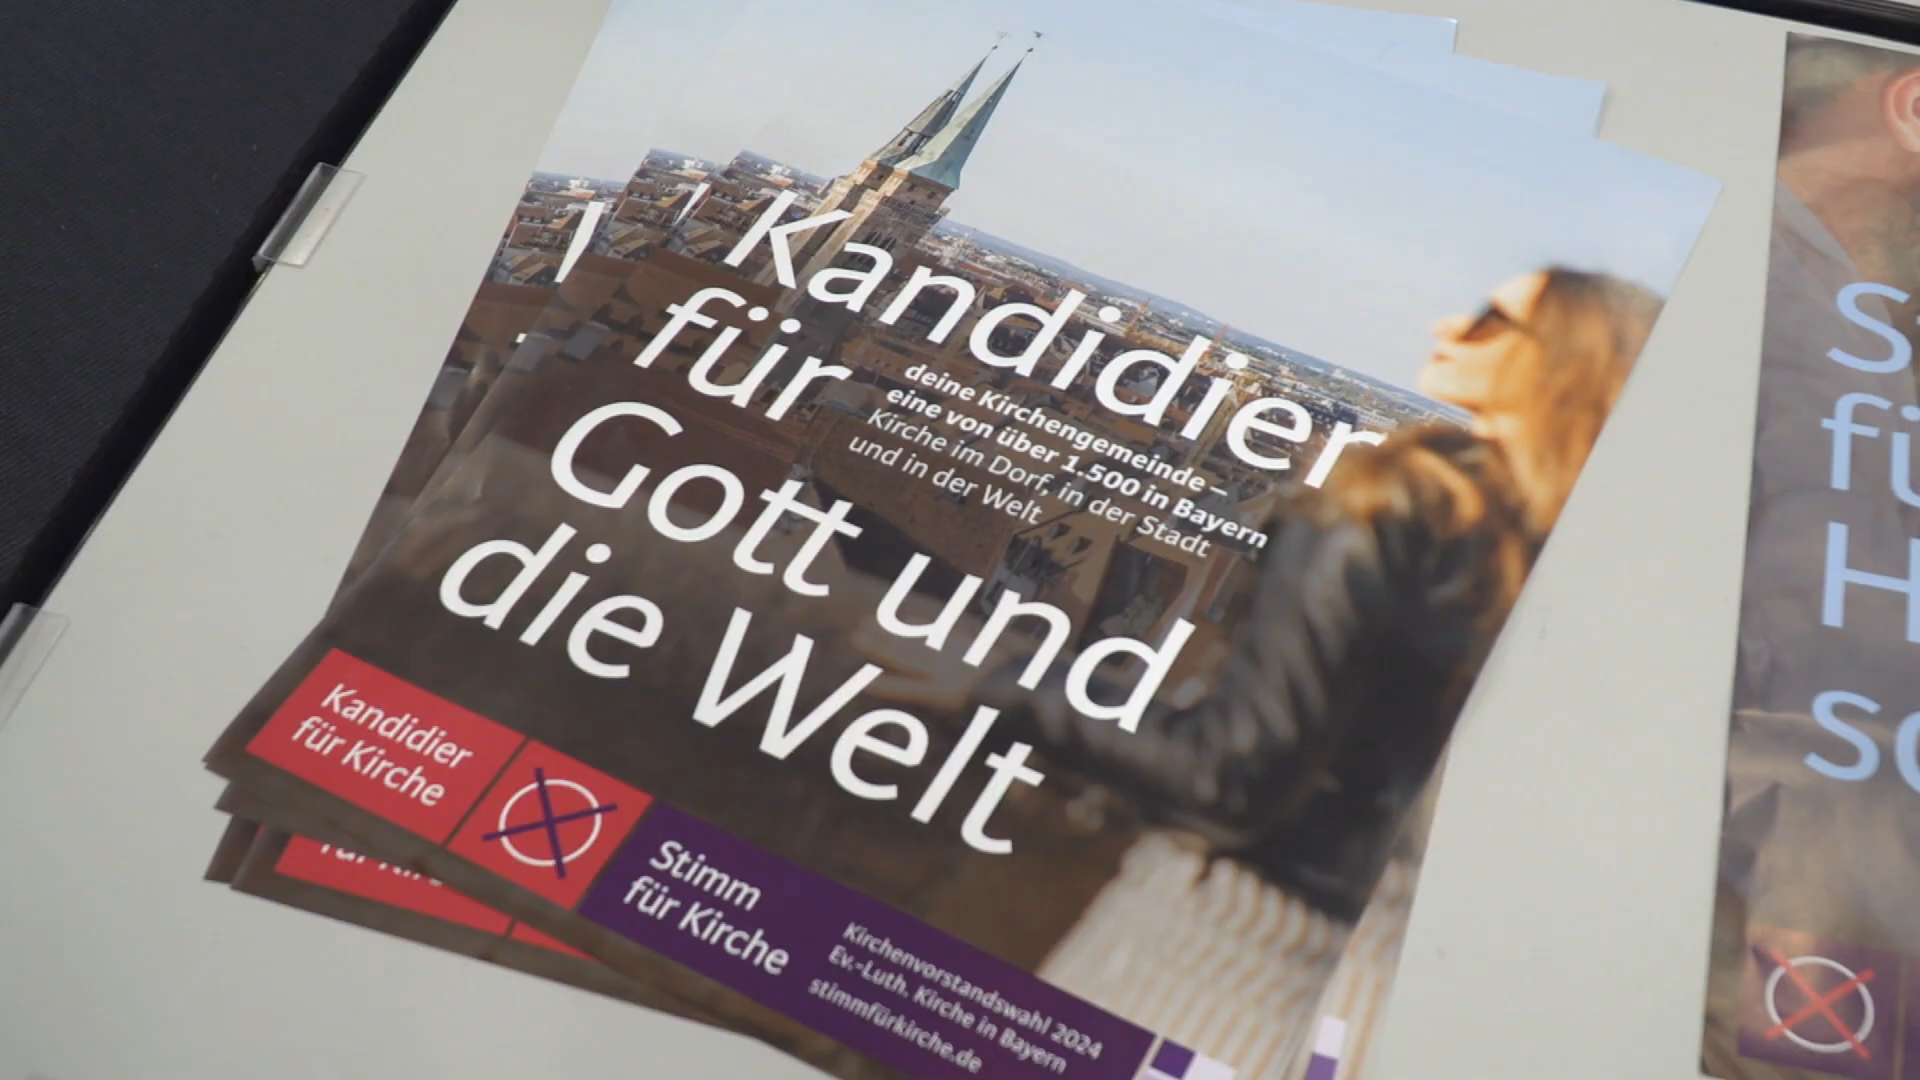 Kandidier
für
deine Kirchengemeinde –
eine von über 1.500 in Bayern
Kirche im Dorf, in der Stadt
und in der Welt
Gott und
die Welt
Kandidier
für Kirche
Stimm
für Kirche
Kirchenvorstandswahl 2024
Ev.-Luth. Kirche in Bayern
stimmfürkirche.de